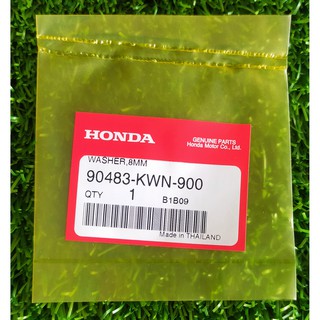 HONDA
GENUINE PARTS
Honda Motor Co., Ltd.
WASHER,8MM
90483-KWN-900
QTY 1 B1B09
Made in THAILAND